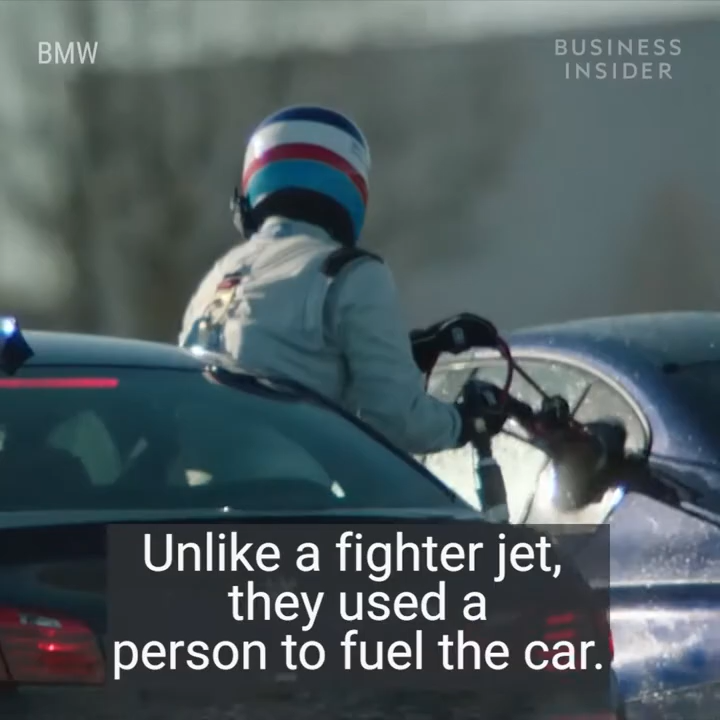 BMW
BUSINESS
INSIDER
Unlike a fighter jet,
they used a
person to fuel the car.